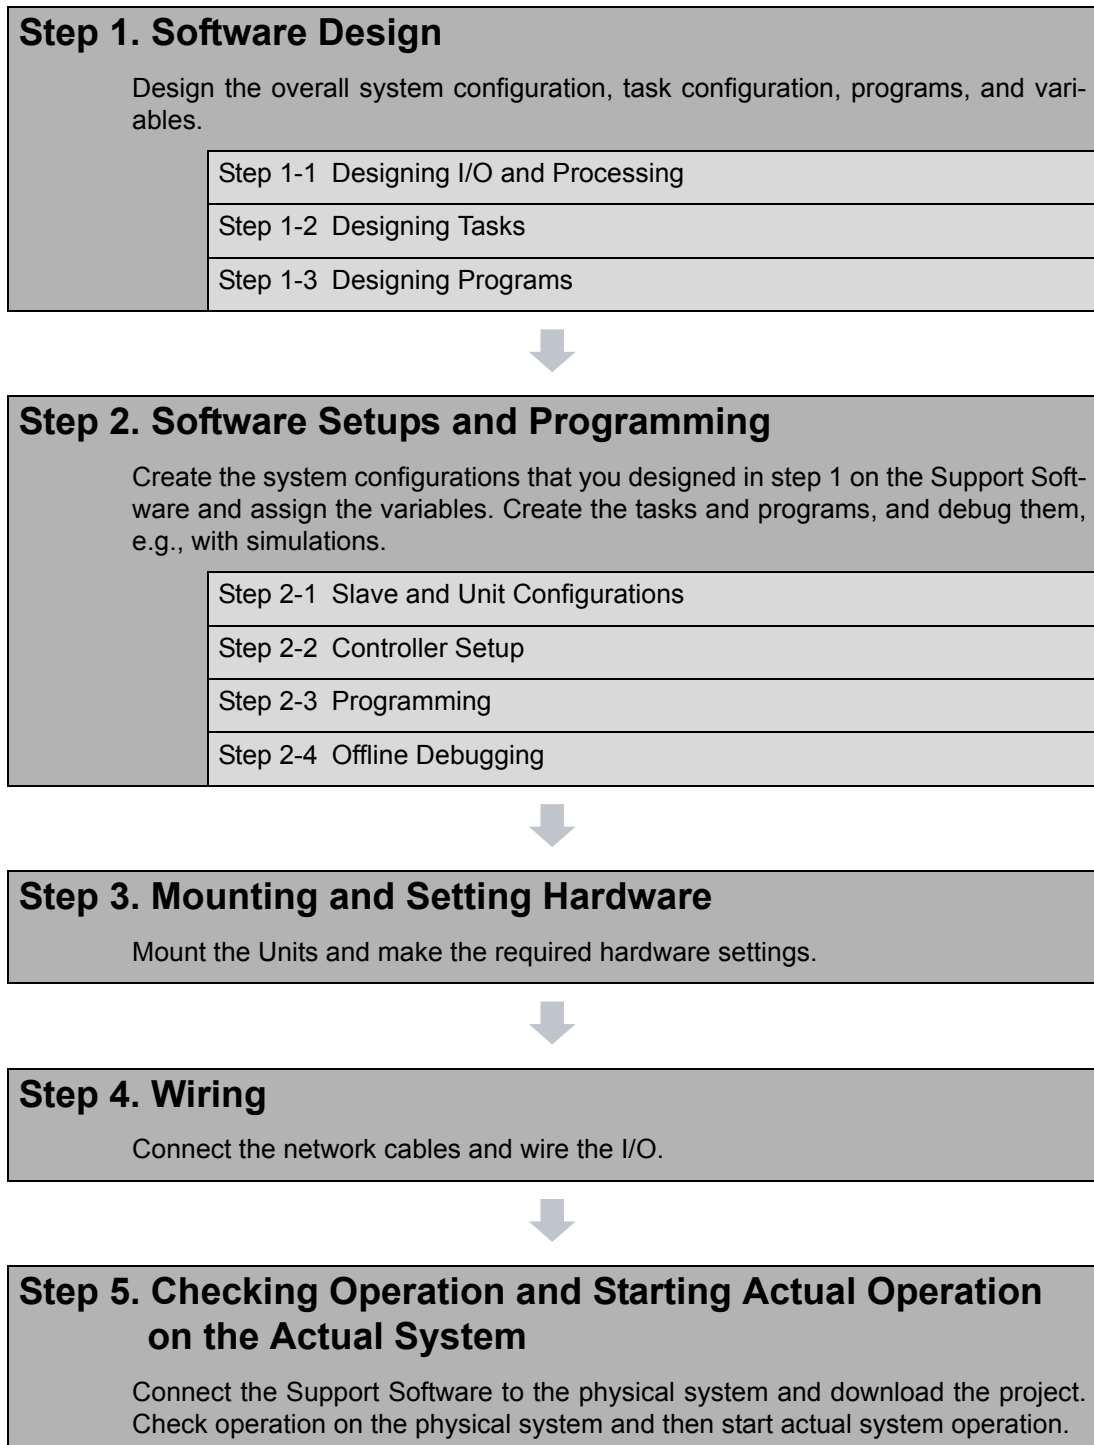 Step 1. Software Design
Design the overall system configuration, task configuration, programs, and vari-
ables.
Step 1-1 Designing I/O and Processing
Step 1-2 Designing Tasks
Step 1-3 Designing Programs
Step 2. Software Setups and Programming
Create the system configurations that you designed in step 1 on the Support Soft-
ware and assign the variables. Create the tasks and programs, and debug them,
e.g., with simulations.
Step 2-1 Slave and Unit Configurations
Step 2-2 Controller Setup
Step 2-3 Programming
Step 2-4 Offline Debugging
Step 3. Mounting and Setting Hardware
Mount the Units and make the required hardware settings.
Step 4. Wiring
Connect the network cables and wire the I/O.
Step 5. Checking Operation and Starting Actual Operation
on the Actual System
Connect the Support Software to the physical system and download the project.
Check operation on the physical system and then start actual system operation.